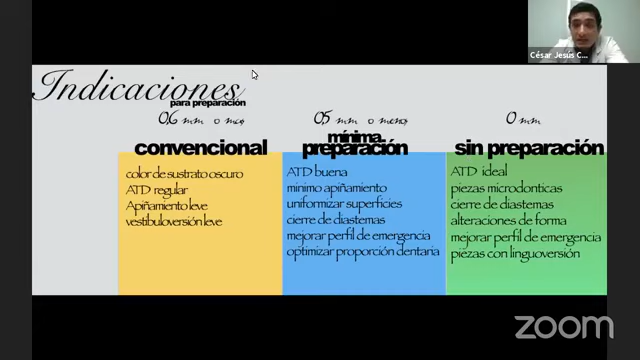 César Jesús C...
Indicaciones
para preparación
0,6 mm o mas
convencional
color de sustrato oscuro
ATD regular
Apiñamiento leve
vestibuloversión leve
0,5 mm o menos
mínima
preparación
ATD buena
minimo apiñamiento
uniformizar superficies
cierre de diastemas
mejorar perfil de emergencia
optimizar proporción dentaria
0 mm
sin preparación
ATD ideal
piezas microdonticas
cierre de diastemas
alteraciones de forma
mejorar perfil de emergencia
piezas con linguoversión
zoom